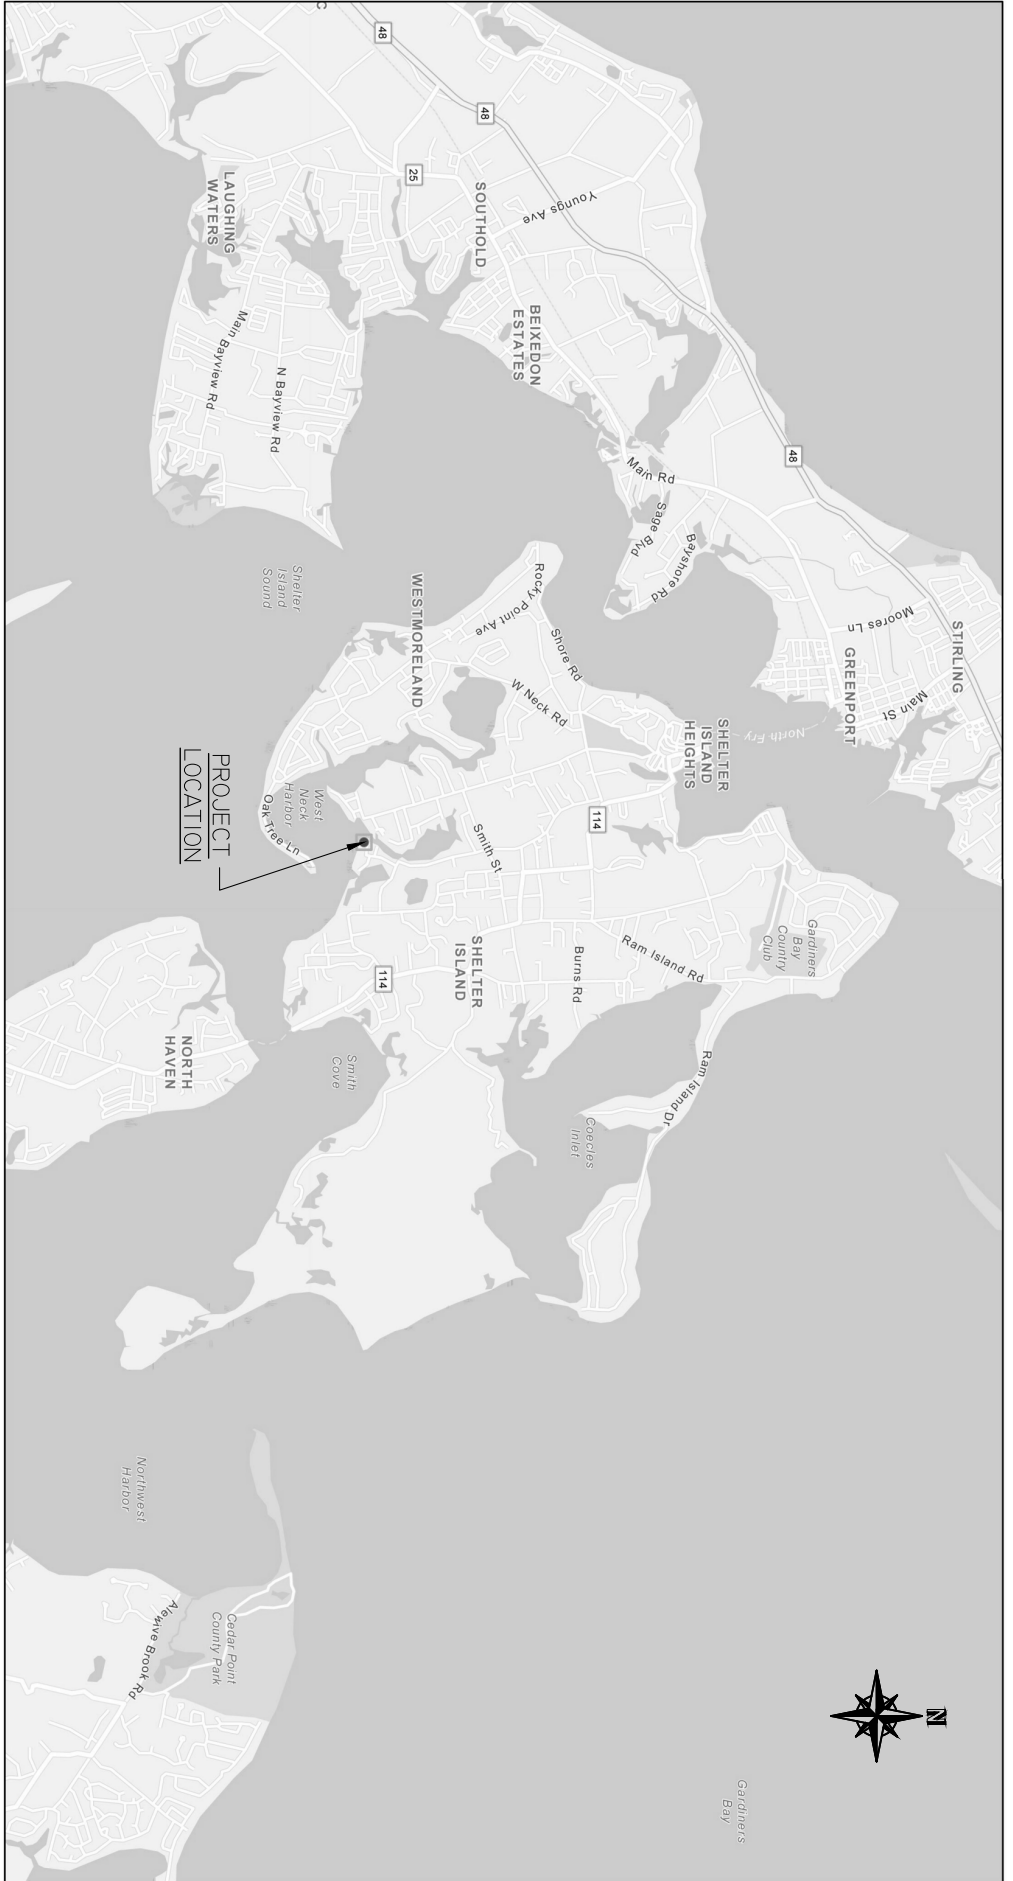 48
48
25
SOUTHOLD
Youngs Ave
LAUGHING
WATERS
BEIXEDON
ESTATES
Main Bayview Rd
N Bayview Rd
48
Main Rd
Sage Blvd
Bayshore Rd
Moores Ln
STIRLING
GREENPORT
Main St
North Fry
Shelter
Island
Sound
WESTMORELAND
Rocky Point Ave
Shore Rd
W Neck Rd
SHELTER
ISLAND
HEIGHTS
114
West
Neck
Harbor
Oak Tree Ln
PROJECT
LOCATION
Smith St
Gardiners
Bay
Country
Club
Ram Island Rd
Burns Rd
SHELTER
ISLAND
114
NORTH
HAVEN
Smith
Cove
Ram Island Dr
Coecles
Inlet
Northwest
Harbor
Cedar Point
County Park
Alewive Brook Rd
N
Gardiners
Bay